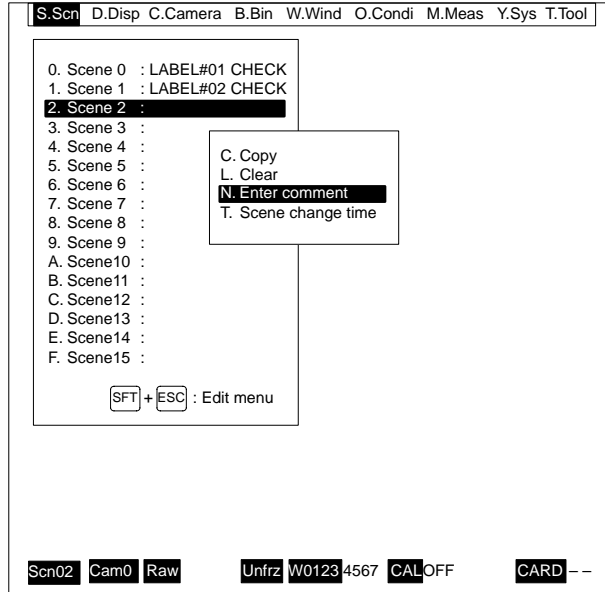 S.Scn D.Disp C.Camera B.Bin W.Wind O.Condi M.Meas Y.Sys T.Tool
0. Scene 0 : LABEL#01 CHECK
1. Scene 1 : LABEL#02 CHECK
2. Scene 2 :
3. Scene 3 :
4. Scene 4 :
5. Scene 5 :
6. Scene 6 :
7. Scene 7 :
8. Scene 8 :
9. Scene 9 :
A. Scene10 :
B. Scene11 :
C. Scene12 :
D. Scene13 :
E. Scene14 :
F. Scene15 :
SFT + ESC : Edit menu
C. Copy
L. Clear
N. Enter comment
T. Scene change time
Scn02 Cam0 Raw Unfrz W0123 4567 CAL OFF CARD – –